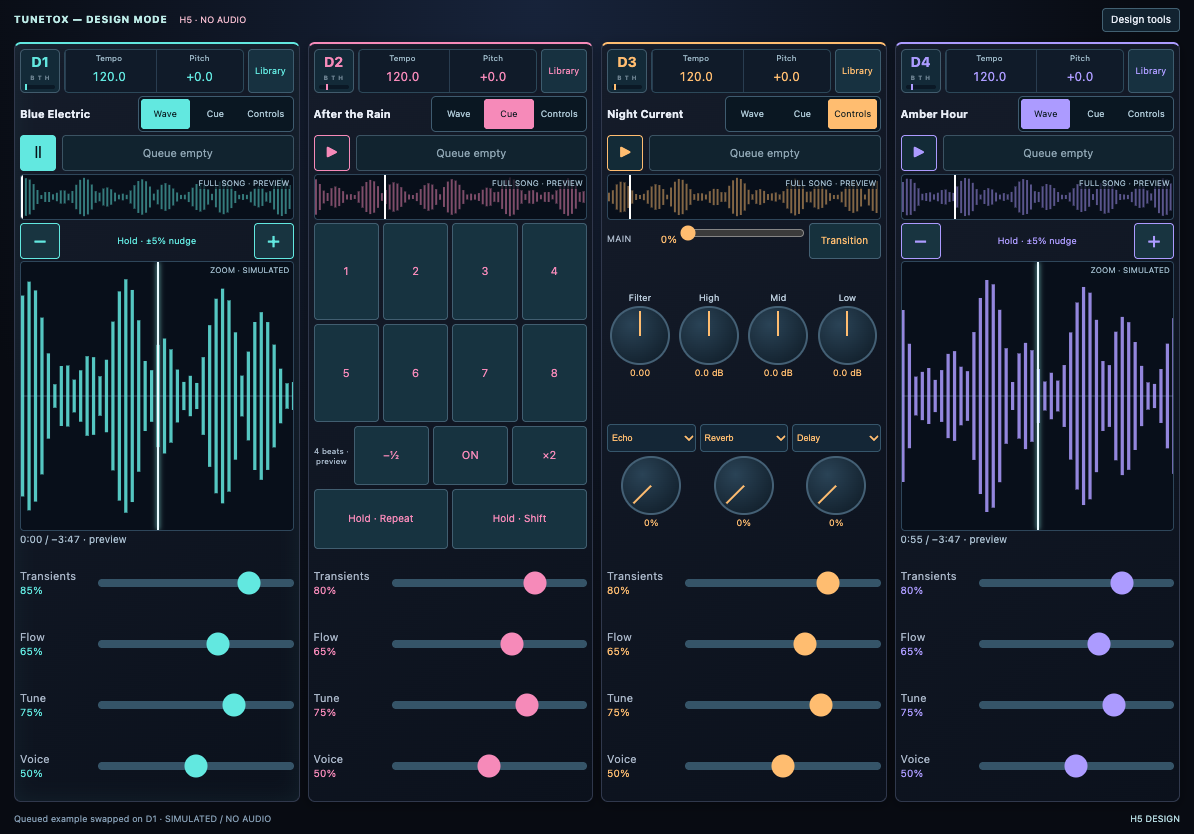 TUNETOX — DESIGN MODE H5 · NO AUDIO
Design tools
D1
B T H
Tempo
120.0
Pitch
+0.0
Library
Blue Electric
Wave
Cue
Controls
Queue empty
FULL SONG · PREVIEW
−
Hold · ±5% nudge
+
ZOOM · SIMULATED
0:00 / −3:47 · preview
Transients
85%
Flow
65%
Tune
75%
Voice
50%
D2
B T H
Tempo
120.0
Pitch
+0.0
Library
After the Rain
Wave
Cue
Controls
Queue empty
FULL SONG · PREVIEW
1
2
3
4
5
6
7
8
4 beats ·
preview
−½
ON
×2
Hold · Repeat
Hold · Shift
Transients
80%
Flow
65%
Tune
75%
Voice
50%
D3
B T H
Tempo
120.0
Pitch
+0.0
Library
Night Current
Wave
Cue
Controls
Queue empty
FULL SONG · PREVIEW
MAIN
0%
Transition
Filter
High
Mid
Low
0.00
0.0 dB
0.0 dB
0.0 dB
Echo
Reverb
Delay
0%
0%
0%
Transients
80%
Flow
65%
Tune
75%
Voice
50%
D4
B T H
Tempo
120.0
Pitch
+0.0
Library
Amber Hour
Wave
Cue
Controls
Queue empty
FULL SONG · PREVIEW
−
Hold · ±5% nudge
+
ZOOM · SIMULATED
0:55 / −3:47 · preview
Transients
80%
Flow
65%
Tune
75%
Voice
50%
Queued example swapped on D1 · SIMULATED / NO AUDIO
H5 DESIGN